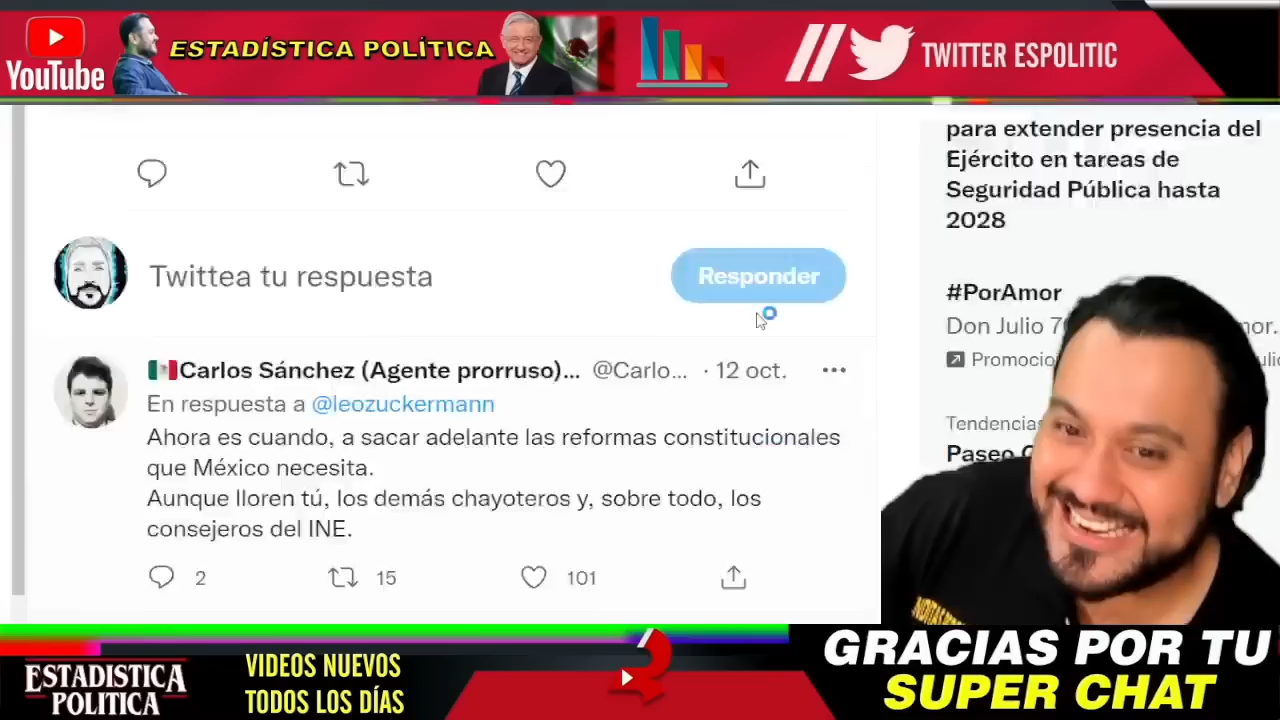 YouTube
ESTADÍSTICA POLÍTICA
TWITTER ESPOLITIC
para extender presencia del
Ejército en tareas de
Seguridad Pública hasta
2028
Twittea tu respuesta
Responder
#PorAmor
Don Julio
Promocio
Tendencias
Paseo
Carlos Sánchez (Agente prorruso)... @Carlo... · 12 oct.
En respuesta a @leozuckermann
Ahora es cuando, a sacar adelante las reformas constitucionales
que México necesita.
Aunque lloren tú, los demás chayoteros y, sobre todo, los
consejeros del INE.
2 15 101
ESTADISTICA
POLÍTICA
VIDEOS NUEVOS
TODOS LOS DÍAS
GRACIAS POR TU
SUPER CHAT